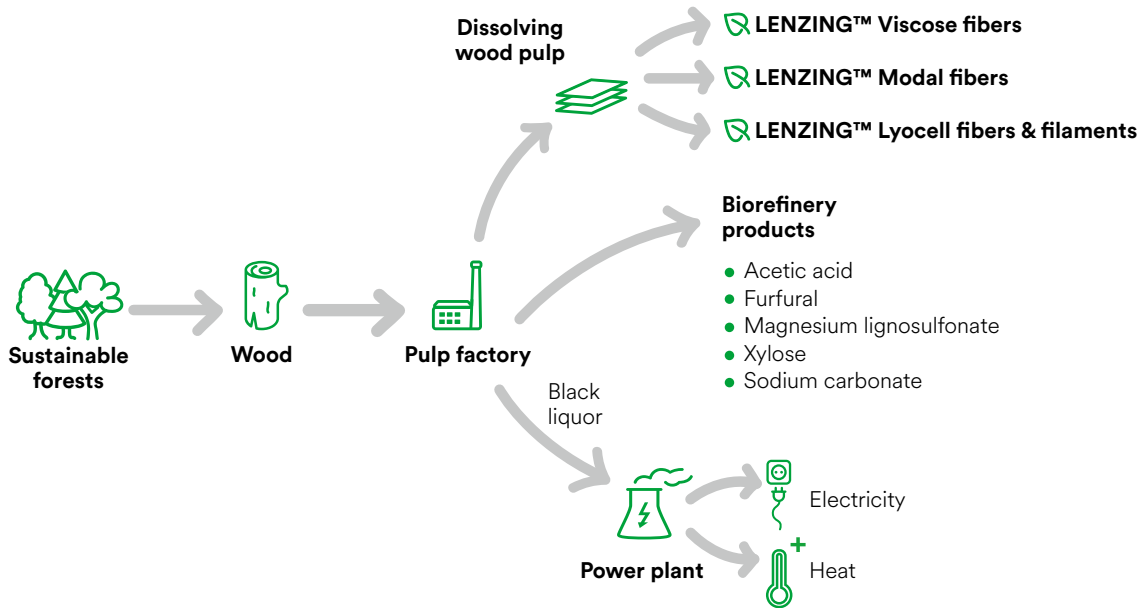 Dissolving
wood pulp
LENZING™ Viscose fibers
LENZING™ Modal fibers
LENZING™ Lyocell fibers & filaments
Biorefinery
products
Acetic acid
Furfural
Magnesium lignosulfonate
Xylose
Sodium carbonate
Sustainable
forests
Wood
Pulp factory
Black
liquor
Power plant
Electricity
+
Heat